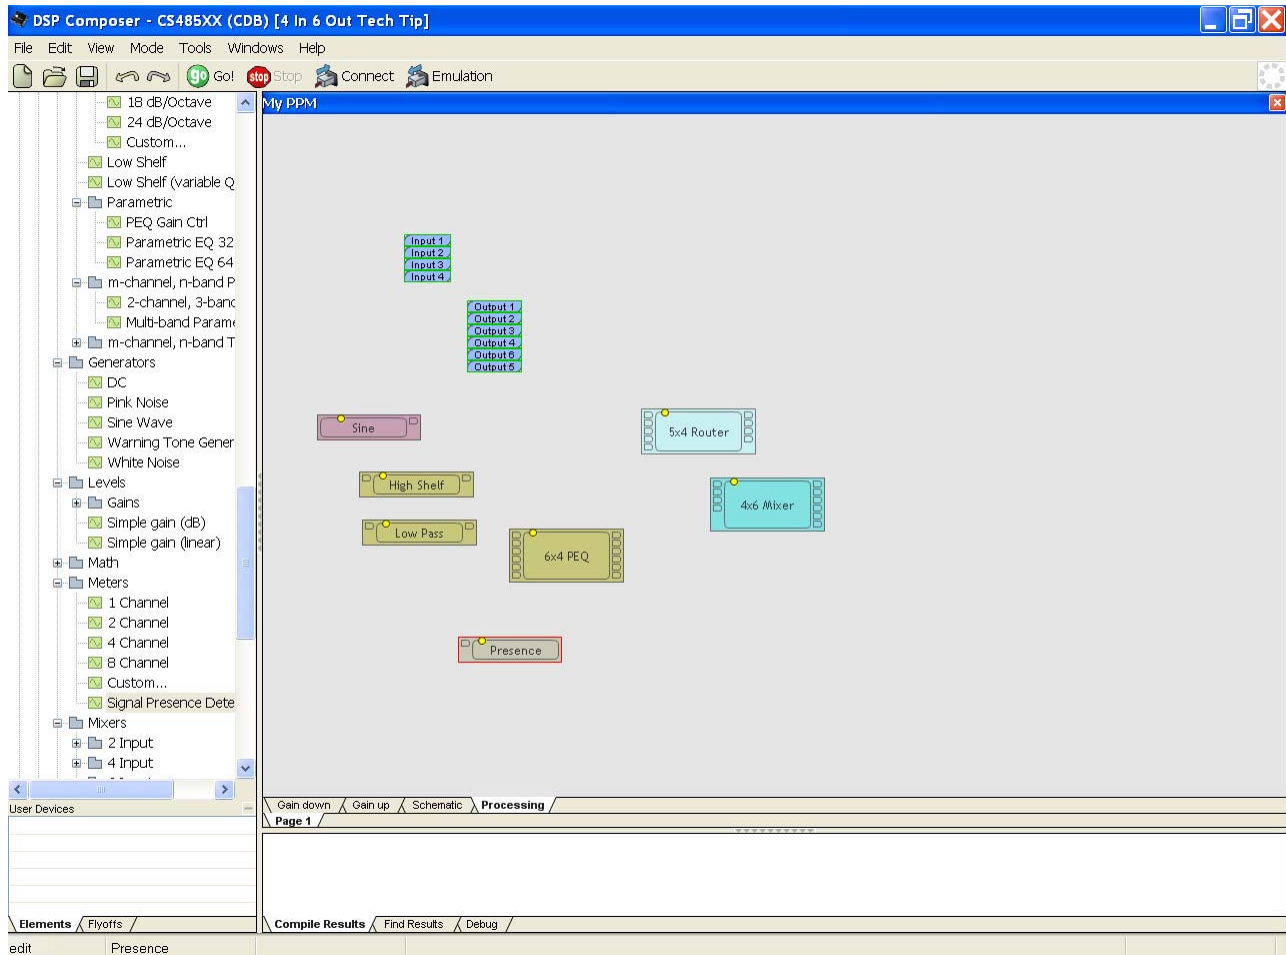 DSP Composer - CS485XX (CDB) [4 In 6 Out Tech Tip]
File Edit View Mode Tools Windows Help
go Go! stop Stop Connect Emulation
18 dB/Octave
24 dB/Octave
Custom...
Low Shelf
Low Shelf (variable Q
Parametric
PEQ Gain Ctrl
Parametric EQ 32
Parametric EQ 64
m-channel, n-band P
2-channel, 3-band
Multi-band Parame
m-channel, n-band T
Generators
DC
Pink Noise
Sine Wave
Warning Tone Gener
White Noise
Levels
Gains
Simple gain (dB)
Simple gain (linear)
Math
Meters
1 Channel
2 Channel
4 Channel
8 Channel
Custom...
Signal Presence Dete
Mixers
2 Input
4 Input
User Devices
Elements Flyoffs
My PPM
Input 1
Input 2
Input 3
Input 4
Output 1
Output 2
Output 3
Output 4
Output 6
Output 5
Sine
5x4 Router
High Shelf
4x6 Mixer
Low Pass
6x4 PEQ
Presence
Gain down Gain up Schematic Processing
Page 1
Compile Results Find Results Debug
edit Presence